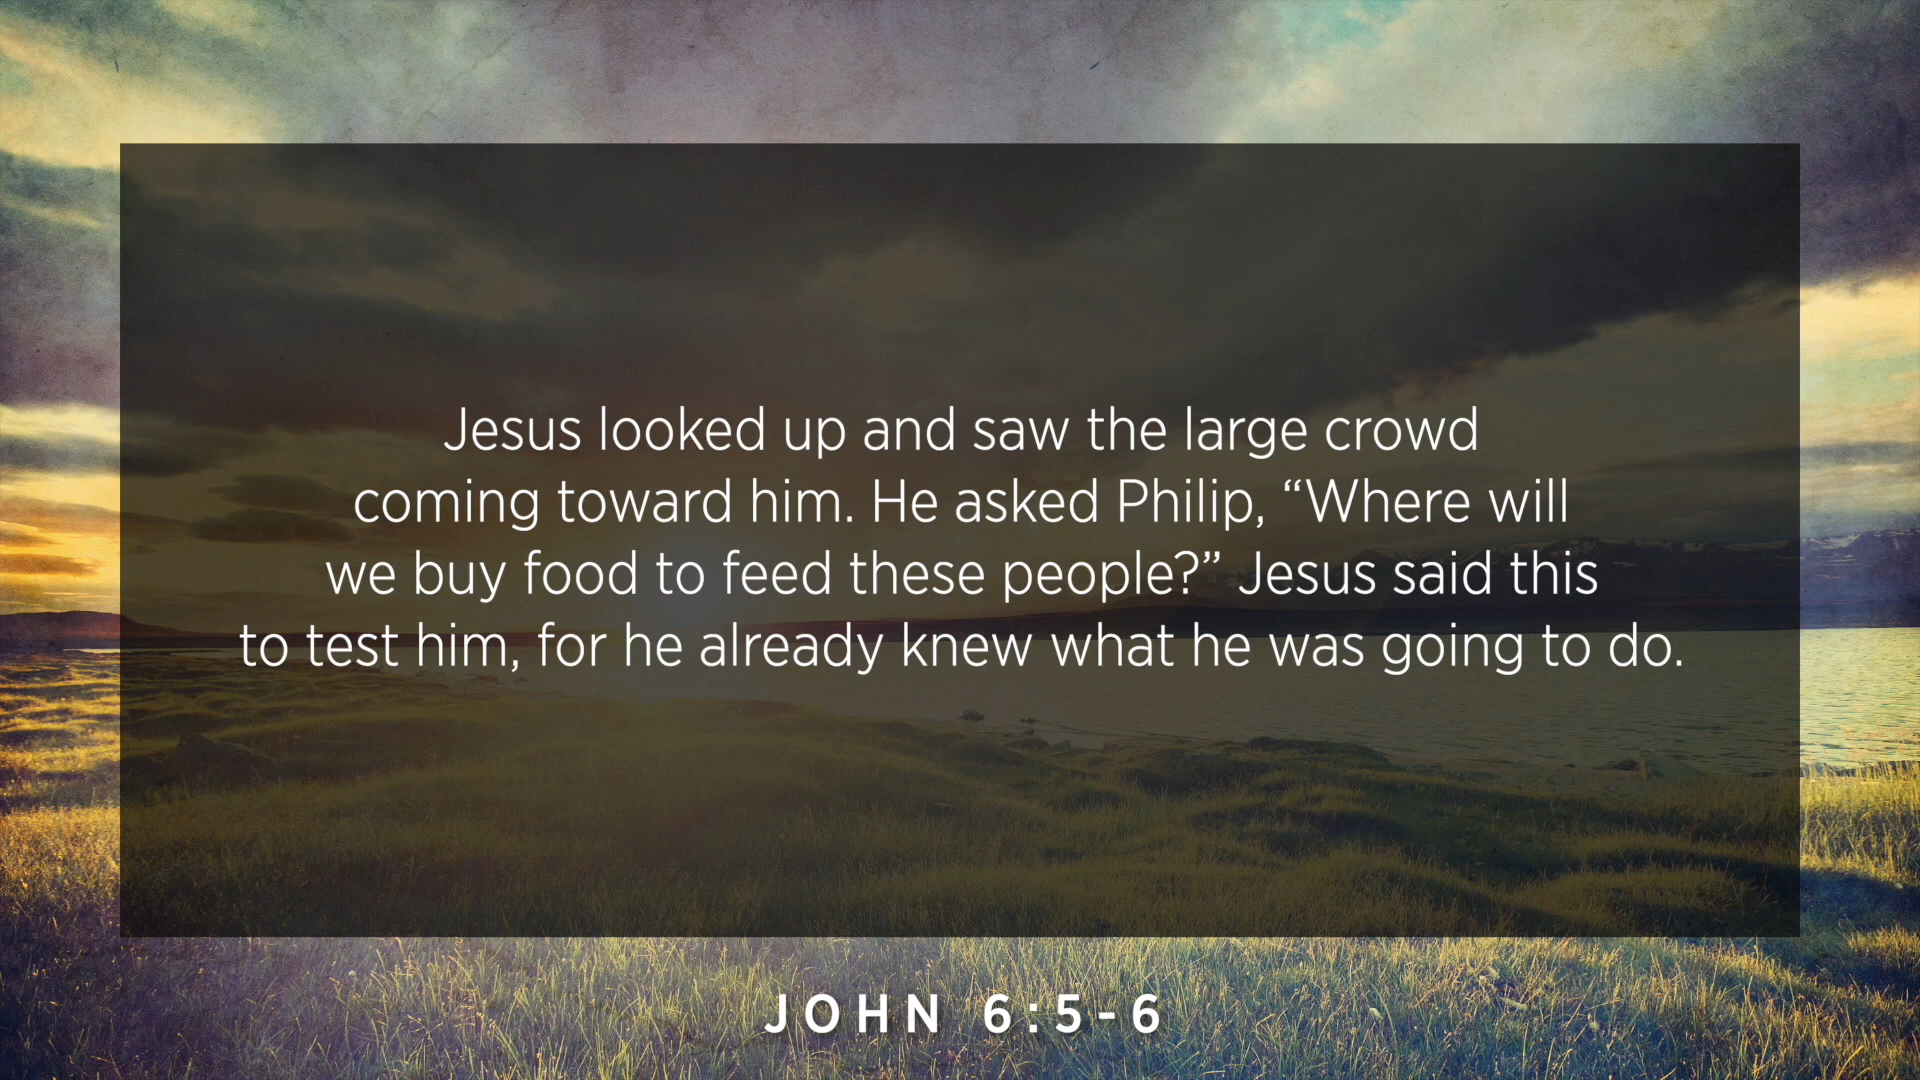 Jesus looked up and saw the large crowd
coming toward him. He asked Philip, “Where will
we buy food to feed these people?” Jesus said this
to test him, for he already knew what he was going to do.
JOHN 6:5-6